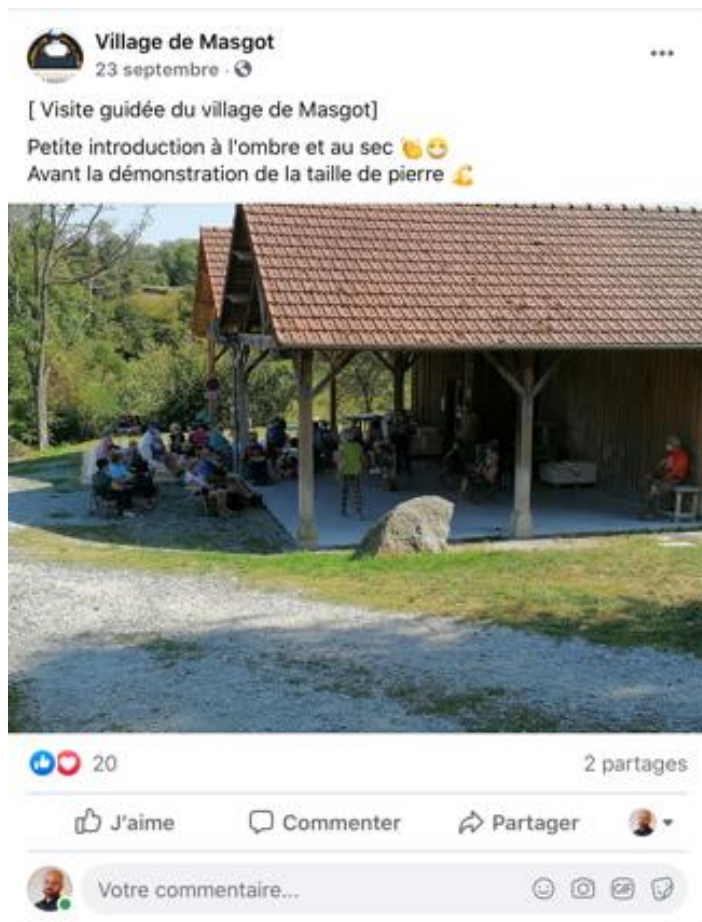 Village de Masgot
23 septembre ·
[ Visite guidée du village de Masgot]
Petite introduction à l'ombre et au sec 👏😁
Avant la démonstration de la taille de pierre 💪
20
2 partages
J'aime
Commenter
Partager
Votre commentaire...
GIF